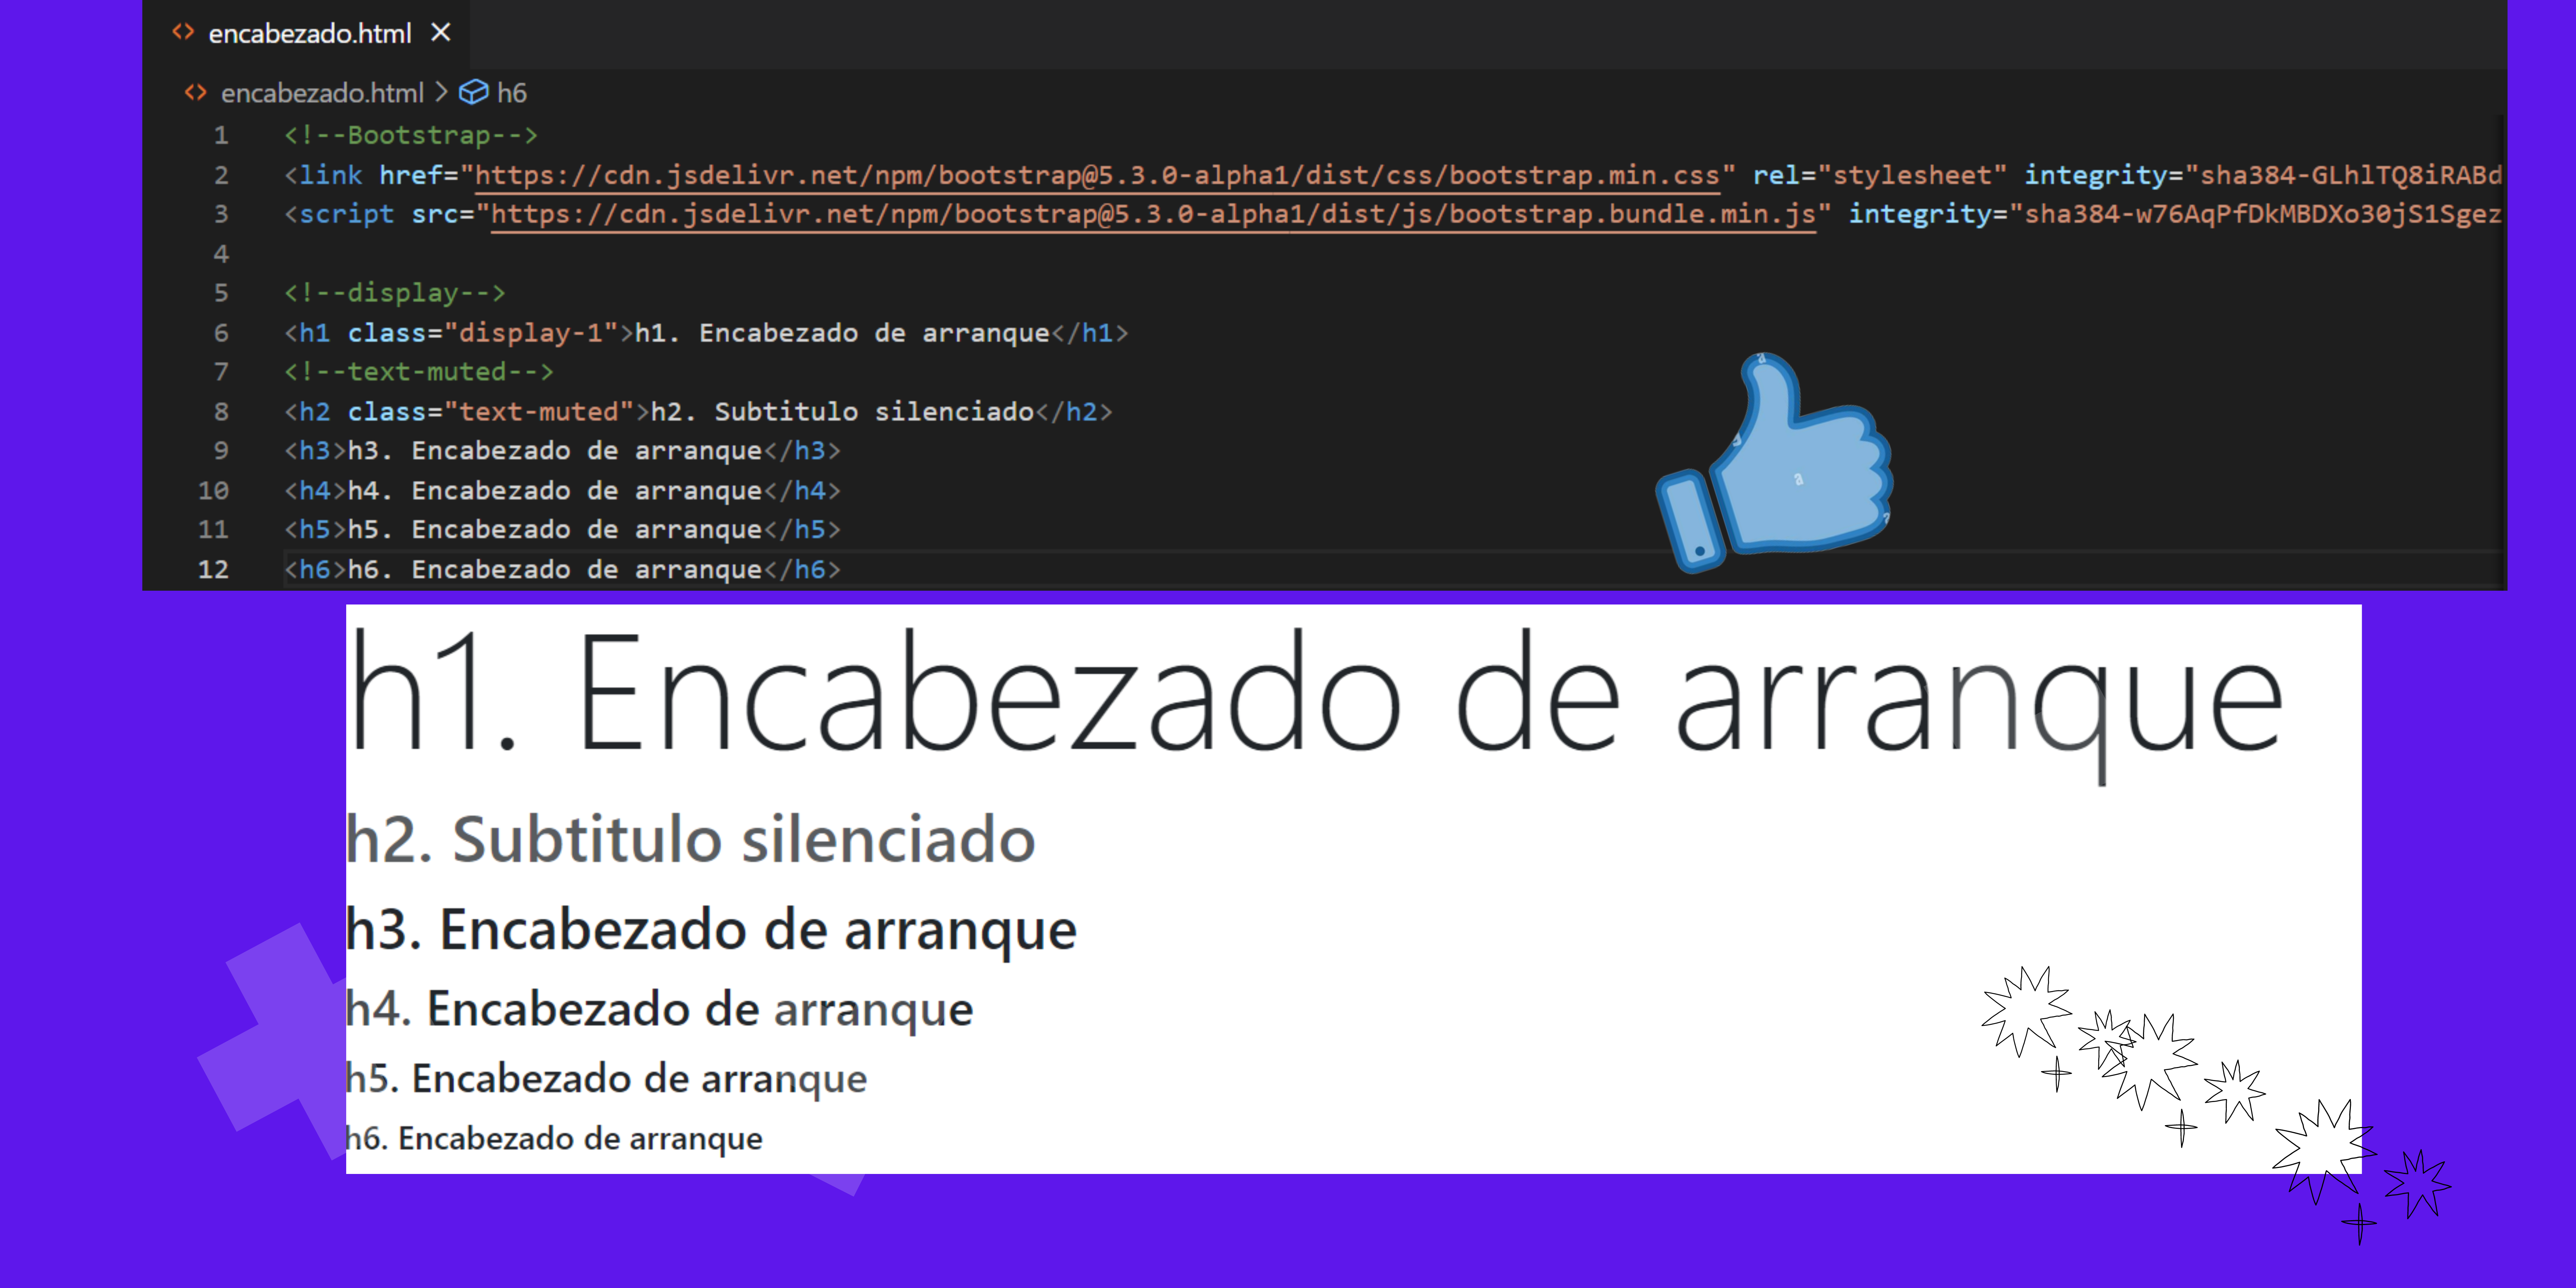 encabezado.html
encabezado.html > h6
1 <!--Bootstrap-->
2 <link href="https://cdn.jsdelivr.net/npm/bootstrap@5.3.0-alpha1/dist/css/bootstrap.min.css" rel="stylesheet" integrity="sha384-GLhlTQ8iRABd
3 <script src="https://cdn.jsdelivr.net/npm/bootstrap@5.3.0-alpha1/dist/js/bootstrap.bundle.min.js" integrity="sha384-w76AqPfDkMBDXo30jS1Sgez
4
5 <!--display-->
6 <h1 class="display-1">h1. Encabezado de arranque</h1>
7 <!--text-muted-->
8 <h2 class="text-muted">h2. Subtitulo silenciado</h2>
9 <h3>h3. Encabezado de arranque</h3>
10 <h4>h4. Encabezado de arranque</h4>
11 <h5>h5. Encabezado de arranque</h5>
12 <h6>h6. Encabezado de arranque</h6>
h1. Encabezado de arranque
h2. Subtitulo silenciado
h3. Encabezado de arranque
h4. Encabezado de arranque
h5. Encabezado de arranque
h6. Encabezado de arranque